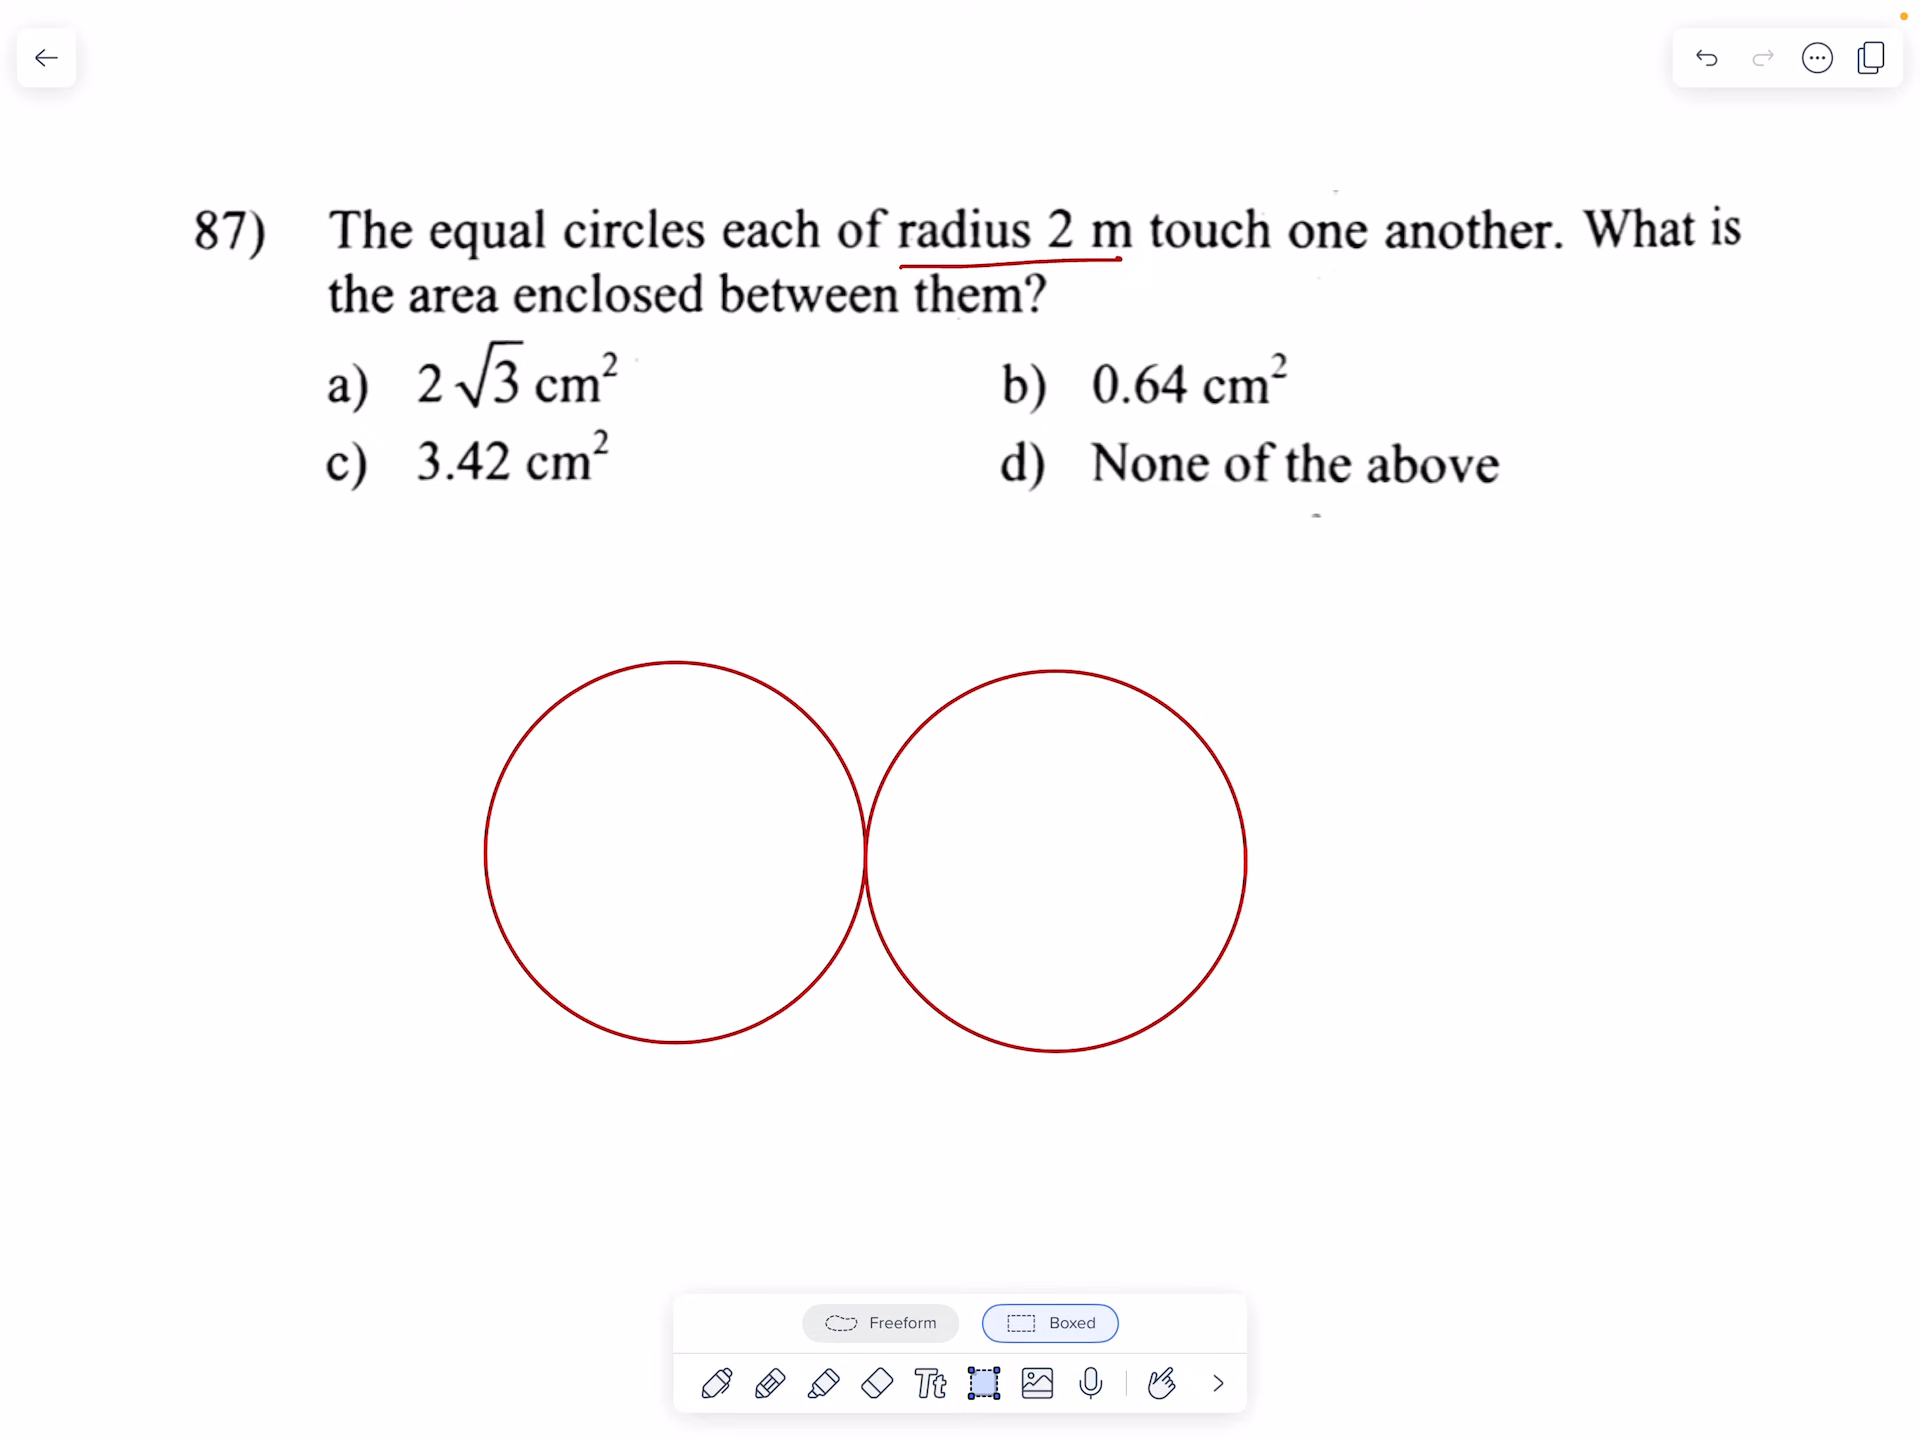 87) The equal circles each of radius 2 m touch one another. What is
the area enclosed between them?
a) 2 √3 cm² b) 0.64 cm²
c) 3.42 cm² d) None of the above
Freeform Boxed
Tt